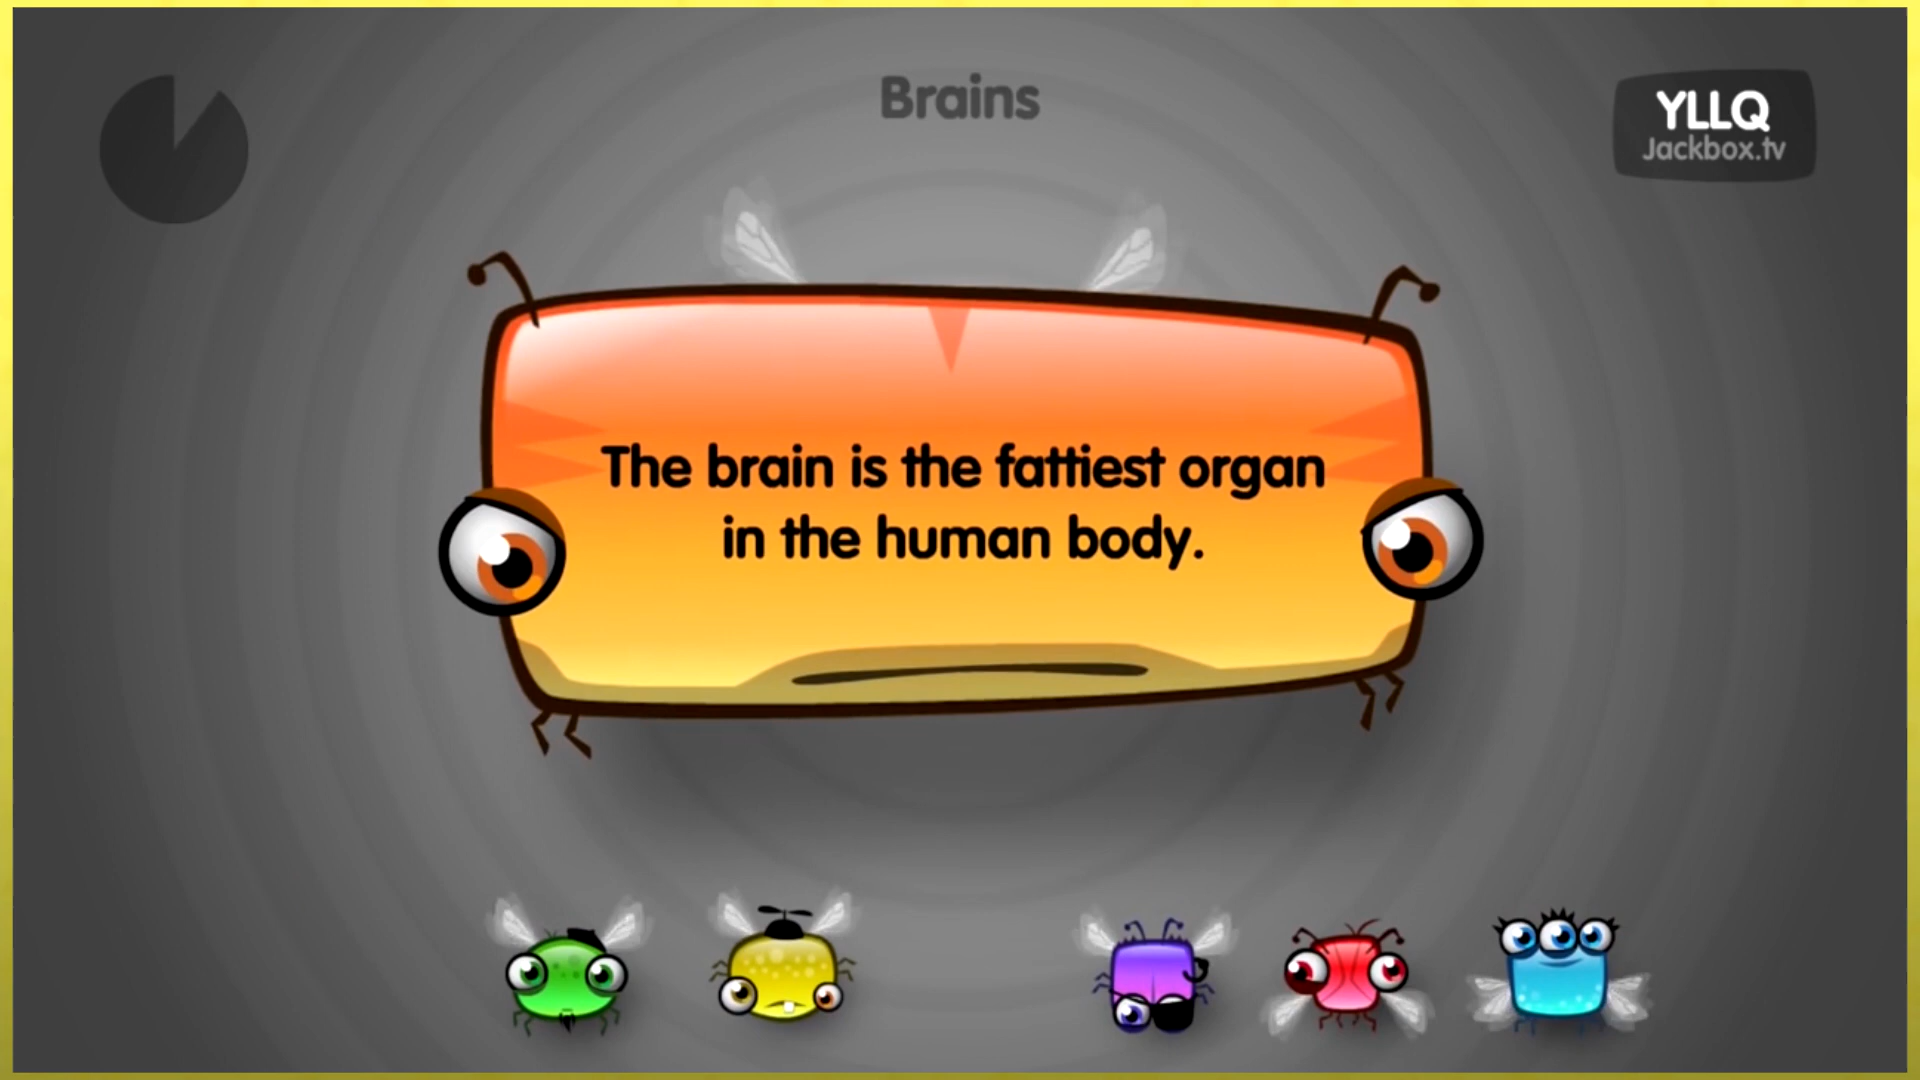 Brains
YLLQ
Jackbox.tv
The brain is the fattiest organ
in the human body.